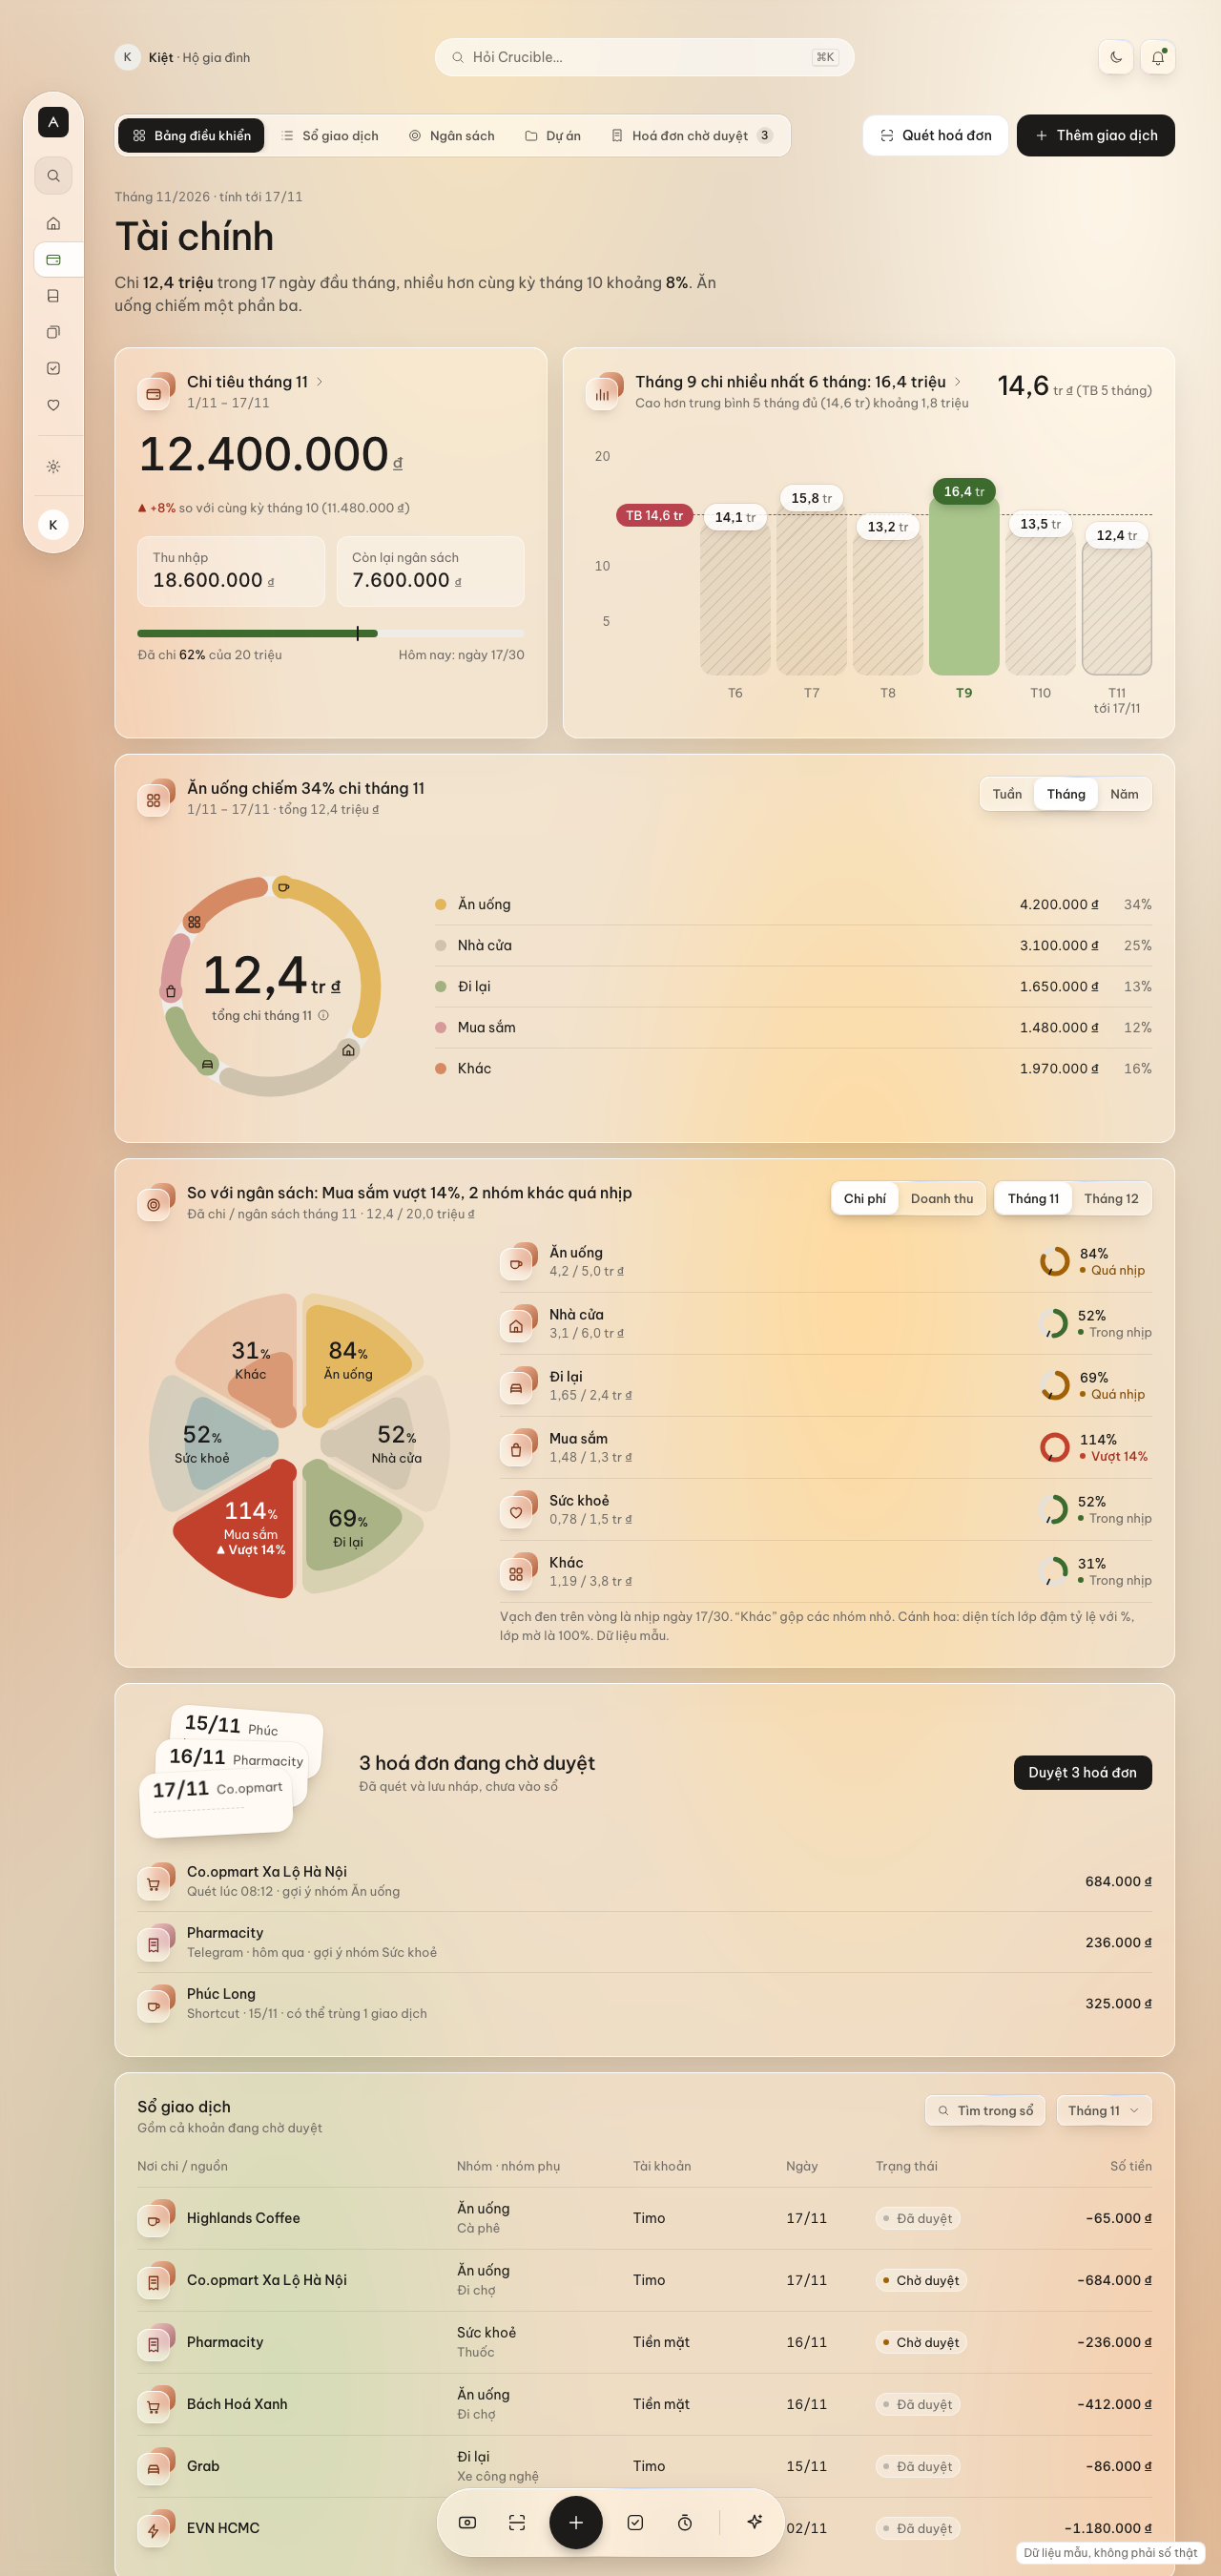 K Kiệt · Hộ gia đình
Hỏi Crucible... ⌘K
A
Bảng điều khiển
Sổ giao dịch
Ngân sách
Dự án
Hoá đơn chờ duyệt 3
Quét hoá đơn
Thêm giao dịch
Tháng 11/2026 · tính tới 17/11
Tài chính
Chi 12,4 triệu trong 17 ngày đầu tháng, nhiều hơn cùng kỳ tháng 10 khoảng 8%. Ăn
uống chiếm một phần ba.
K
Chi tiêu tháng 11
1/11 – 17/11
12.400.000 ₫
+8% so với cùng kỳ tháng 10 (11.480.000 ₫)
Thu nhập
18.600.000 ₫
Còn lại ngân sách
7.600.000 ₫
Đã chi 62% của 20 triệu
Hôm nay: ngày 17/30
Tháng 9 chi nhiều nhất 6 tháng: 16,4 triệu
Cao hơn trung bình 5 tháng đủ (14,6 tr) khoảng 1,8 triệu
14,6 tr ₫ (TB 5 tháng)
20
10
5
TB 14,6 tr
14,1 tr
15,8 tr
13,2 tr
16,4 tr
13,5 tr
12,4 tr
T6
T7
T8
T9
T10
T11
tới 17/11
Ăn uống chiếm 34% chi tháng 11
1/11 – 17/11 · tổng 12,4 triệu ₫
Tuần
Tháng
Năm
12,4 tr ₫
tổng chi tháng 11
Ăn uống 4.200.000 ₫ 34%
Nhà cửa 3.100.000 ₫ 25%
Đi lại 1.650.000 ₫ 13%
Mua sắm 1.480.000 ₫ 12%
Khác 1.970.000 ₫ 16%
So với ngân sách: Mua sắm vượt 14%, 2 nhóm khác quá nhịp
Đã chi / ngân sách tháng 11 · 12,4 / 20,0 triệu ₫
Chi phí
Doanh thu
Tháng 11
Tháng 12
31%
Khác
84%
Ăn uống
52%
Sức khoẻ
52%
Nhà cửa
114%
Mua sắm
Vượt 14%
69%
Đi lại
Ăn uống
4,2 / 5,0 tr ₫
84%
Quá nhịp
Nhà cửa
3,1 / 6,0 tr ₫
52%
Trong nhịp
Đi lại
1,65 / 2,4 tr ₫
69%
Quá nhịp
Mua sắm
1,48 / 1,3 tr ₫
114%
Vượt 14%
Sức khoẻ
0,78 / 1,5 tr ₫
52%
Trong nhịp
Khác
1,19 / 3,8 tr ₫
31%
Trong nhịp
Vạch đen trên vòng là nhịp ngày 17/30. “Khác” gộp các nhóm nhỏ. Cánh hoa: diện tích lớp đậm tỷ lệ với %,
lớp mờ là 100%. Dữ liệu mẫu.
15/11 Phúc
16/11 Pharmacity
17/11 Co.opmart
3 hoá đơn đang chờ duyệt
Đã quét và lưu nháp, chưa vào sổ
Duyệt 3 hoá đơn
Co.opmart Xa Lộ Hà Nội
Quét lúc 08:12 · gợi ý nhóm Ăn uống
684.000 ₫
Pharmacity
Telegram · hôm qua · gợi ý nhóm Sức khoẻ
236.000 ₫
Phúc Long
Shortcut · 15/11 · có thể trùng 1 giao dịch
325.000 ₫
Sổ giao dịch
Gồm cả khoản đang chờ duyệt
Tìm trong sổ
Tháng 11
Nơi chi / nguồn Nhóm · nhóm phụ Tài khoản Ngày Trạng thái Số tiền
Highlands Coffee Ăn uống Timo 17/11 Đã duyệt −65.000 ₫
Cà phê
Co.opmart Xa Lộ Hà Nội Ăn uống Timo 17/11 Chờ duyệt −684.000 ₫
Đi chợ
Pharmacity Sức khoẻ Tiền mặt 16/11 Chờ duyệt −236.000 ₫
Thuốc
Bách Hoá Xanh Ăn uống Tiền mặt 16/11 Đã duyệt −412.000 ₫
Đi chợ
Grab Đi lại Timo 15/11 Đã duyệt −86.000 ₫
Xe công nghệ
EVN HCMC 02/11 Đã duyệt −1.180.000 ₫
Dữ liệu mẫu, không phải số thật